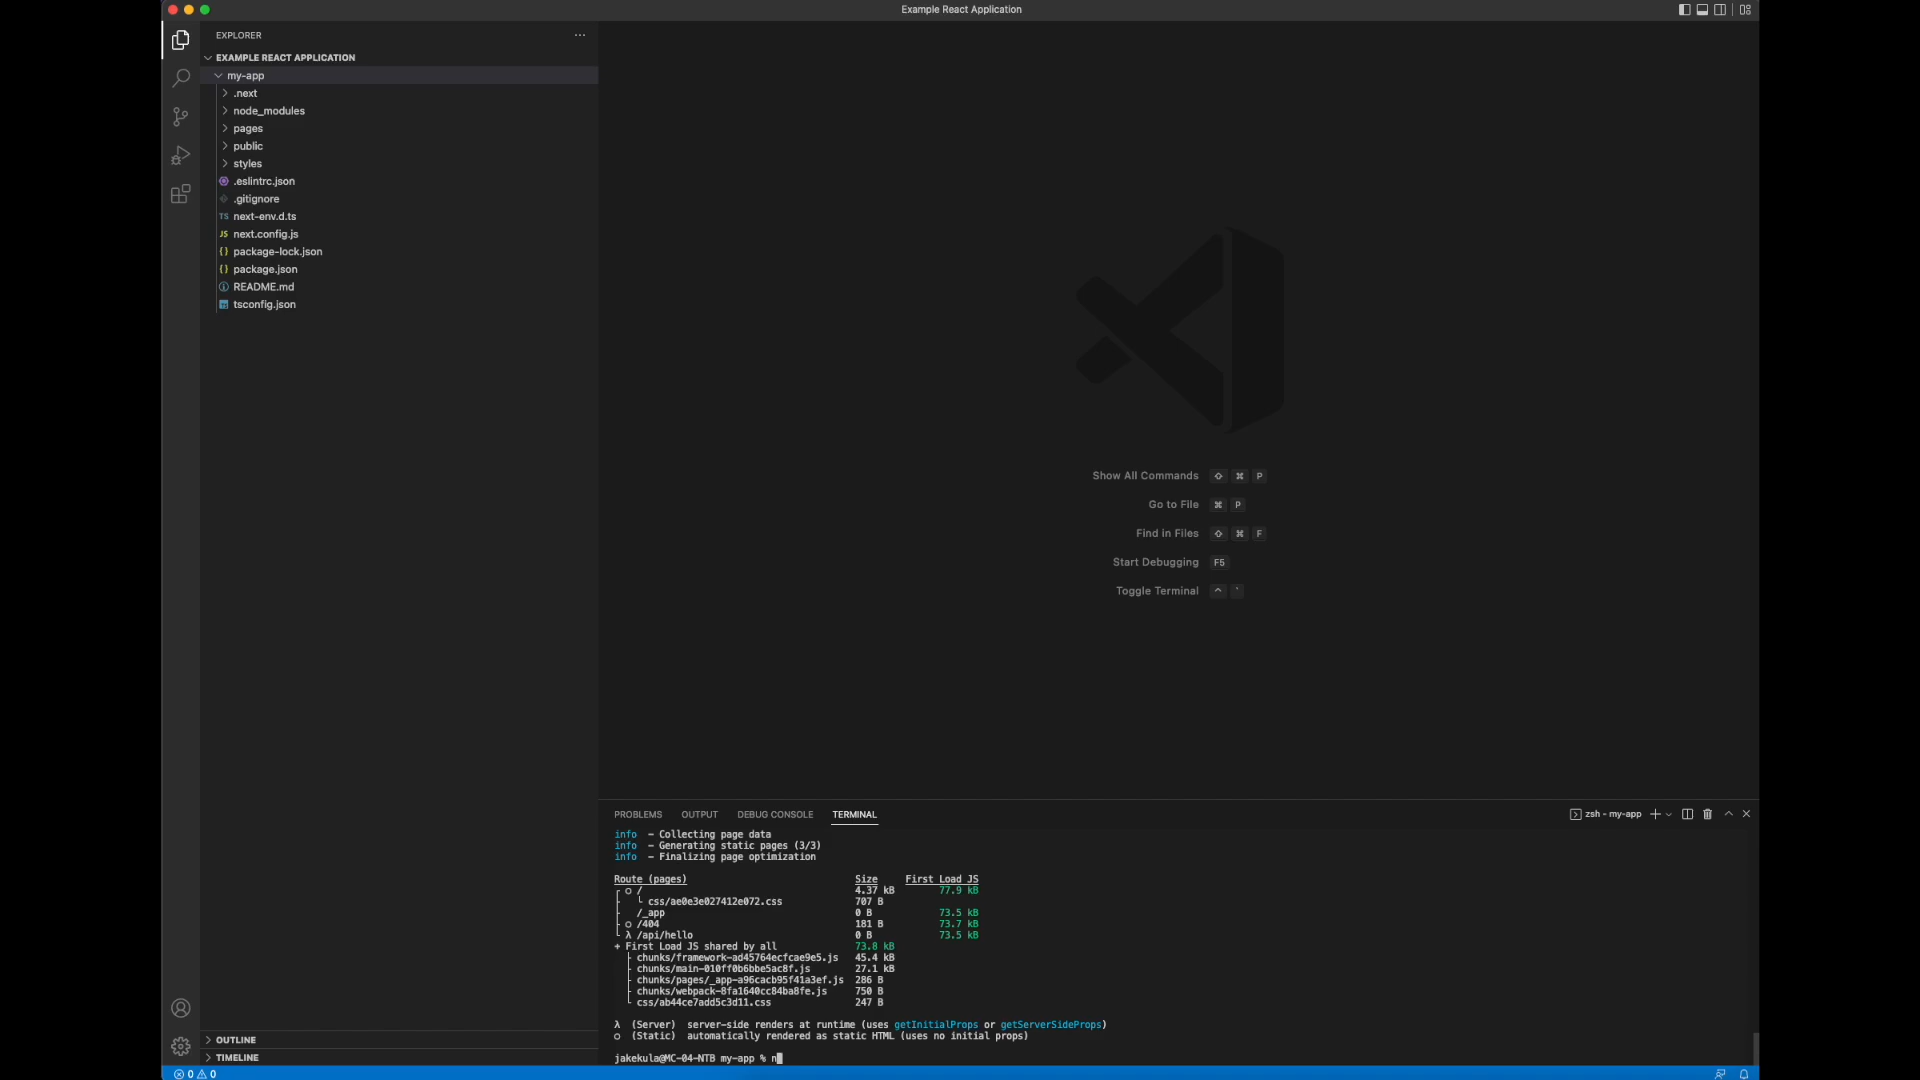 Example React Application
EXPLORER
EXAMPLE REACT APPLICATION
my-app
.next
node_modules
pages
public
styles
.eslintrc.json
.gitignore
TS next-env.d.ts
JS next.config.js
{} package-lock.json
{} package.json
README.md
TS tsconfig.json
OUTLINE
TIMELINE
Show All Commands ⇧ ⌘ P
Go to File ⌘ P
Find in Files ⇧ ⌘ F
Start Debugging F5
Toggle Terminal ^ `
PROBLEMS OUTPUT DEBUG CONSOLE TERMINAL
zsh - my-app
info - Collecting page data
info - Generating static pages (3/3)
info - Finalizing page optimization
Route (pages) Size First Load JS
┌ ○ / 4.37 kB 77.9 kB
├ └ css/ae0e3e027412e072.css 707 B
├ /_app 0 B 73.5 kB
├ ○ /404 181 B 73.7 kB
└ λ /api/hello 0 B 73.5 kB
+ First Load JS shared by all 73.8 kB
├ chunks/framework-ad45764ecfcae9e5.js 45.4 kB
├ chunks/main-010ff0b6bbe5ac8f.js 27.1 kB
├ chunks/pages/_app-a96cacb95f41a3ef.js 286 B
├ chunks/webpack-8fa1640cc84ba8fe.js 750 B
└ css/ab44ce7add5c3d11.css 247 B
λ (Server) server-side renders at runtime (uses getInitialProps or getServerSideProps)
○ (Static) automatically rendered as static HTML (uses no initial props)
jakekula@MC-04-NTB my-app % n
0 0